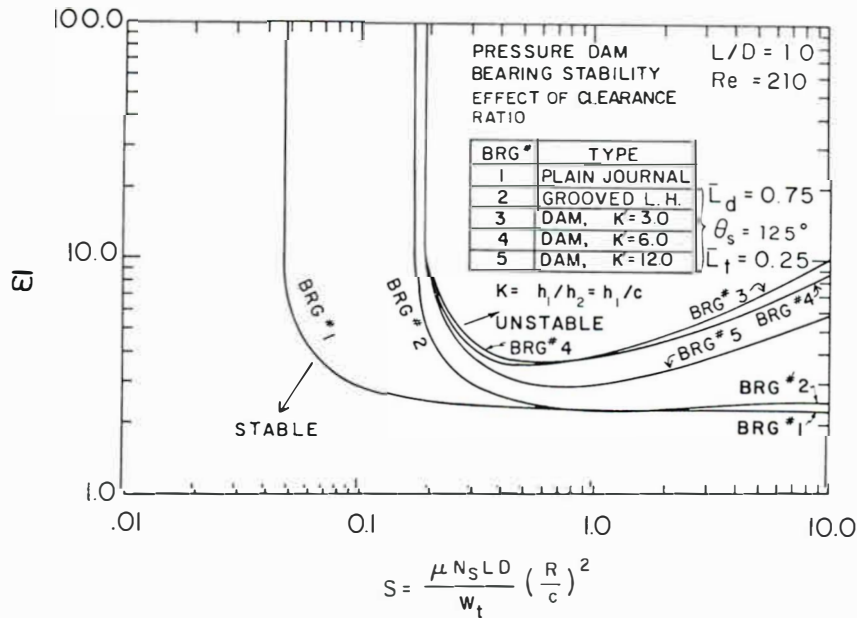 100.0
PRESSURE DAM
BEARING STABILITY
EFFECT OF CLEARANCE
RATIO
L/D = 1.0
Re = 210
BRG# TYPE
1 PLAIN JOURNAL
2 GROOVED L.H.
3 DAM, K=3.0
4 DAM, K=6.0
5 DAM, K=12.0
L̄d = 0.75
θs = 125°
L̄t = 0.25
K = h1/h2 = h1/c
10.0
ω̄
BRG #1
BRG #2
UNSTABLE
BRG #4
BRG #3
BRG #4
BRG #5
STABLE
BRG #2
BRG #1
1.0
.01 0.1 1.0 10.0
S = μ NS L D / Wt (R/c)²